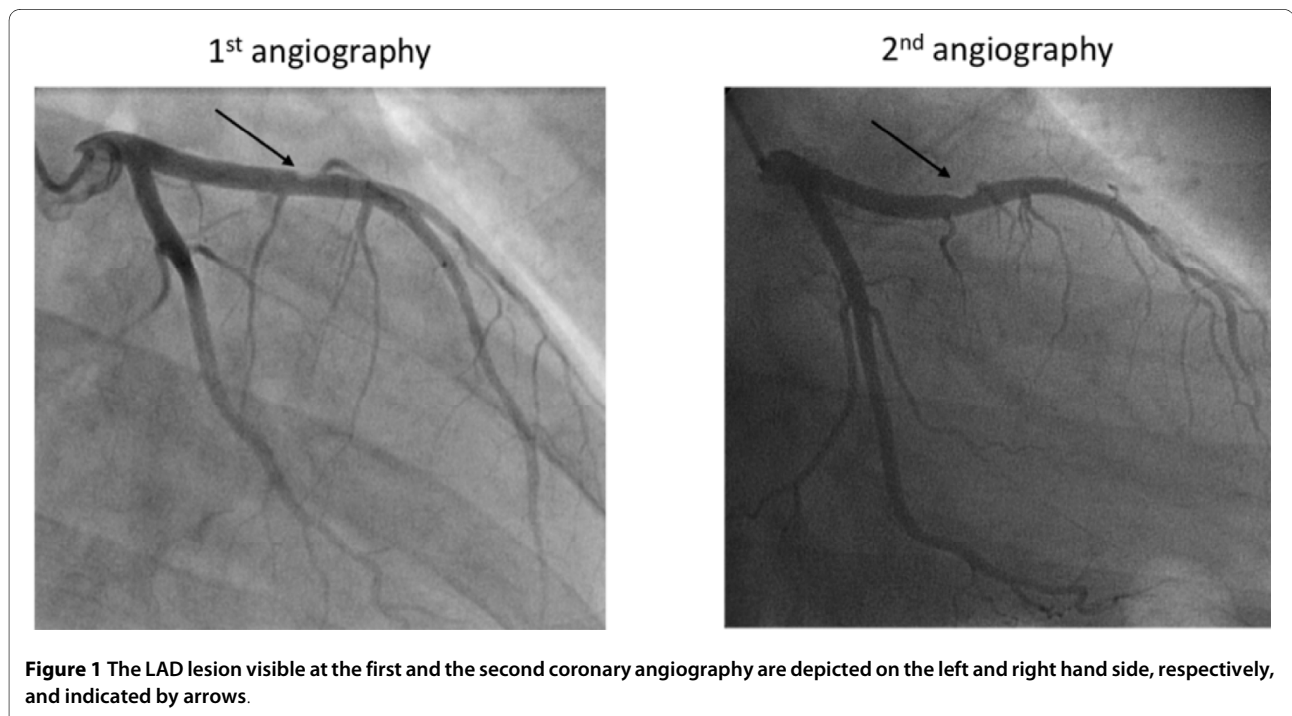 1st angiography
2nd angiography
Figure 1 The LAD lesion visible at the first and the second coronary angiography are depicted on the left and right hand side, respectively,
and indicated by arrows.